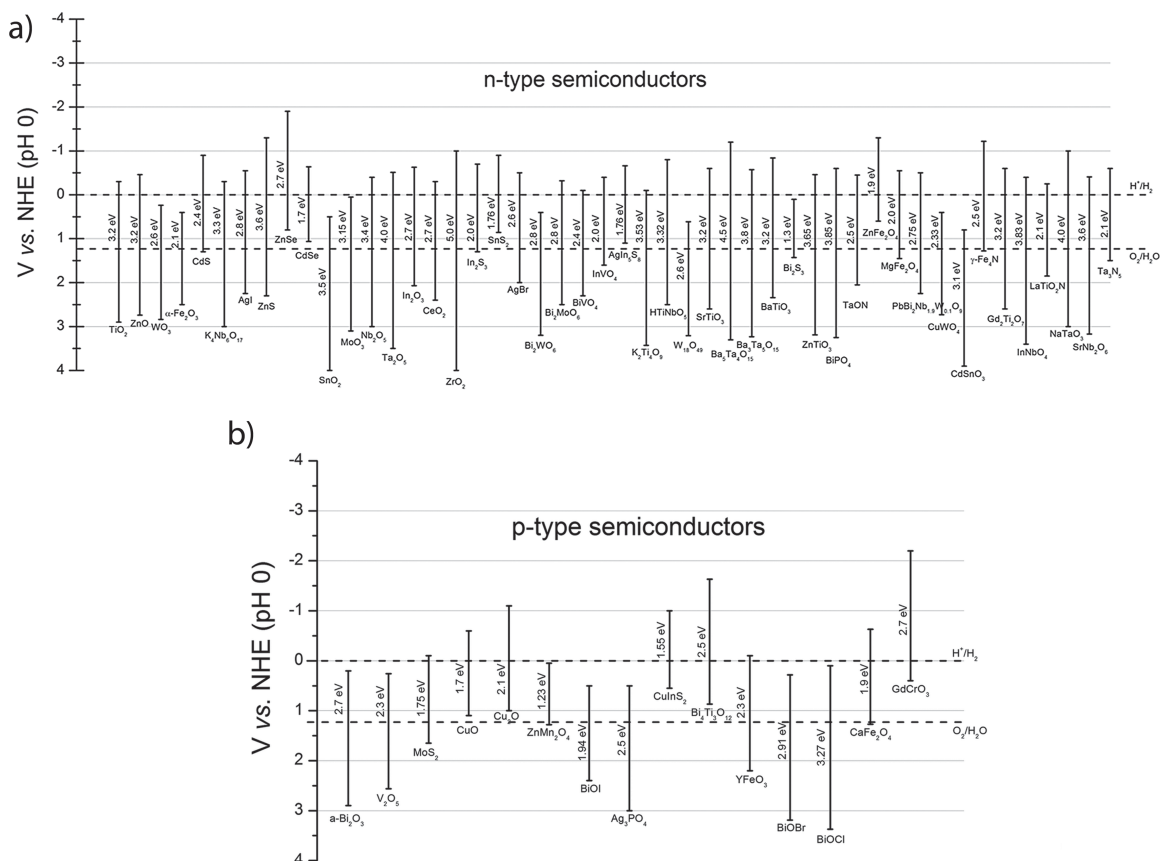 a)
V vs. NHE (pH 0)
-4
-3
-2
-1
0
1
2
3
4
n-type semiconductors
H⁺/H₂
O₂/H₂O
3.2 eV
TiO₂
3.2 eV
ZnO
2.6 eV
WO₃
2.1 eV
α-Fe₂O₃
2.4 eV
CdS
3.3 eV
K₄Nb₆O₁₇
2.8 eV
AgI
3.6 eV
ZnS
2.7 eV
ZnSe
1.7 eV
CdSe
3.5 eV
SnO₂
3.15 eV
MoO₃
3.4 eV
Nb₂O₅
4.0 eV
Ta₂O₅
2.7 eV
In₂O₃
2.7 eV
CeO₂
5.0 eV
ZrO₂
2.0 eV
In₂S₃
1.76 eV
SnS₂
2.6 eV
AgBr
2.8 eV
Bi₂WO₆
2.8 eV
Bi₂MoO₆
2.4 eV
BiVO₄
2.0 eV
InVO₄
1.76 eV
AgIn₅S₈
3.53 eV
K₂Ti₄O₉
3.32 eV
HTiNbO₅
2.6 eV
W₁₈O₄₉
3.2 eV
SrTiO₃
4.5 eV
Ba₅Ta₄O₁₅
3.8 eV
Ba₃Ta₅O₁₅
3.2 eV
BaTiO₃
1.3 eV
Bi₂S₃
3.65 eV
ZnTiO₃
3.85 eV
BiPO₄
2.5 eV
TaON
1.9 eV
ZnFe₂O₄
2.0 eV
MgFe₂O₄
2.75 eV
PbBi₂Nb₁.₉W₀.₁O₉
2.33 eV
CuWO₄
3.1 eV
CdSnO₃
2.5 eV
γ-Fe₄N
3.2 eV
Gd₂Ti₂O₇
3.83 eV
InNbO₄
2.1 eV
LaTiO₂N
4.0 eV
NaTaO₃
3.6 eV
SrNb₂O₆
2.1 eV
Ta₃N₅
b)
V vs. NHE (pH 0)
-4
-3
-2
-1
0
1
2
3
4
p-type semiconductors
H⁺/H₂
O₂/H₂O
2.7 eV
a-Bi₂O₃
2.3 eV
V₂O₅
1.75 eV
MoS₂
1.7 eV
CuO
2.1 eV
Cu₂O
1.23 eV
ZnMn₂O₄
1.94 eV
BiOI
2.5 eV
Ag₃PO₄
1.55 eV
CuInS₂
2.5 eV
Bi₄Ti₃O₁₂
2.3 eV
YFeO₃
2.91 eV
BiOBr
3.27 eV
BiOCl
1.9 eV
CaFe₂O₄
2.7 eV
GdCrO₃